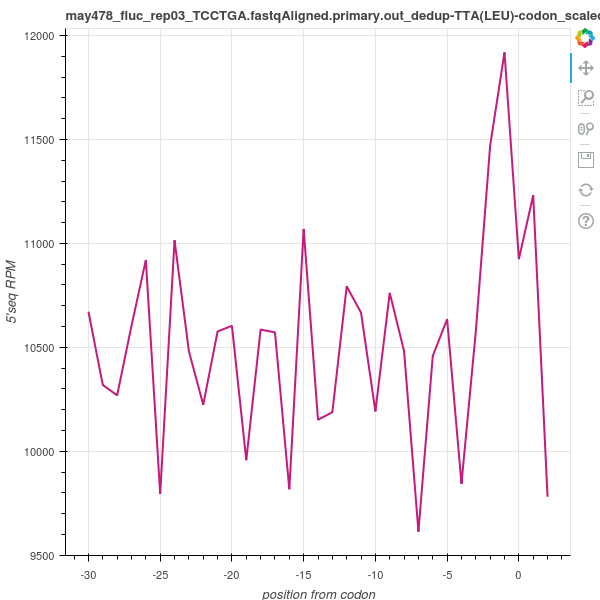 may478_fluc_rep03_TCCTGA.fastqAligned.primary.out_dedup-TTA(LEU)-codon_scaled
12000
11500
11000
10500
10000
9500
5'seq RPM
-30 -25 -20 -15 -10 -5 0
position from codon